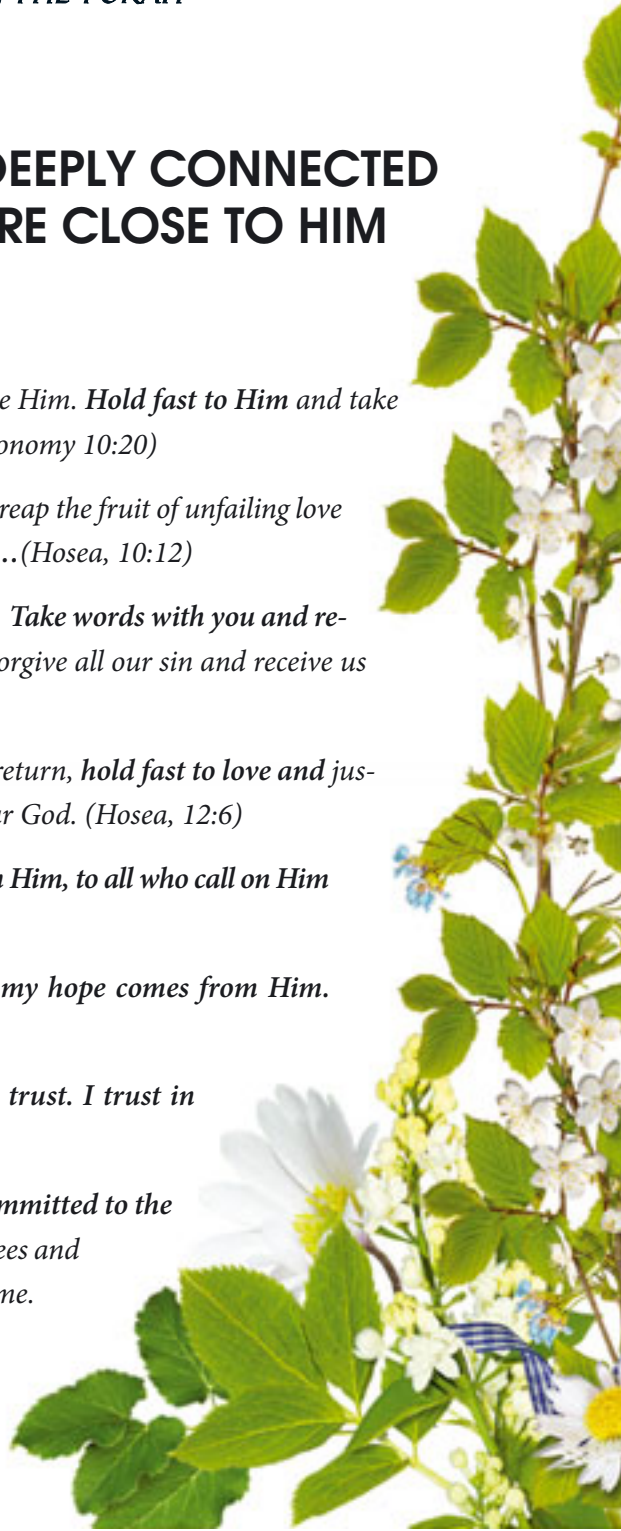 THE TORAH
DEEPLY CONNECTED
RE CLOSE TO HIM
e Him. Hold fast to Him and take
onomy 10:20)
reap the fruit of unfailing love
...(Hosea, 10:12)
Take words with you and re-
orgive all our sin and receive us
return, hold fast to love and jus-
ur God. (Hosea, 12:6)
n Him, to all who call on Him
my hope comes from Him.
trust. I trust in
mmitted to the
ees and
me.